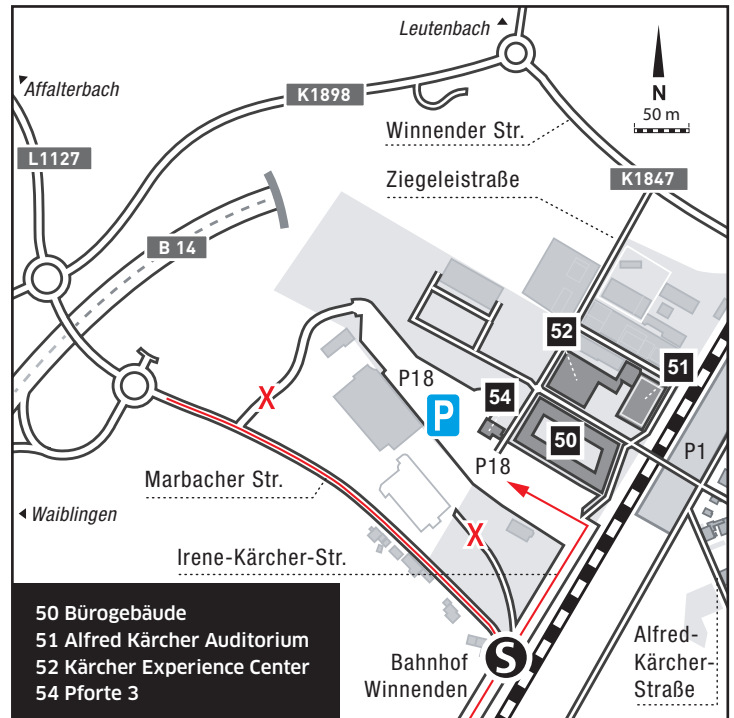 Leutenbach
Affalterbach
K1898
N
50 m
Winnender Str.
L1127
Ziegeleistraße
K1847
B 14
52
51
P18
54
P
50
P1
P18
Marbacher Str.
X
Waiblingen
X
Irene-Kärcher-Str.
50 Bürogebäude
51 Alfred Kärcher Auditorium
52 Kärcher Experience Center
54 Pforte 3
S
Bahnhof
Winnenden
Alfred-
Kärcher-
Straße